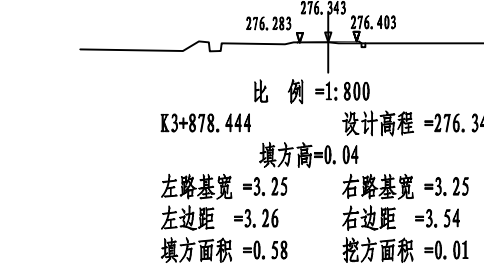 276.343
276.283 276.403
比 例 =1:800
K3+878.444 设计高程 =276.34
填方高=0.04
左路基宽 =3.25 右路基宽 =3.25
左边距 =3.26 右边距 =3.54
填方面积 =0.58 挖方面积 =0.01